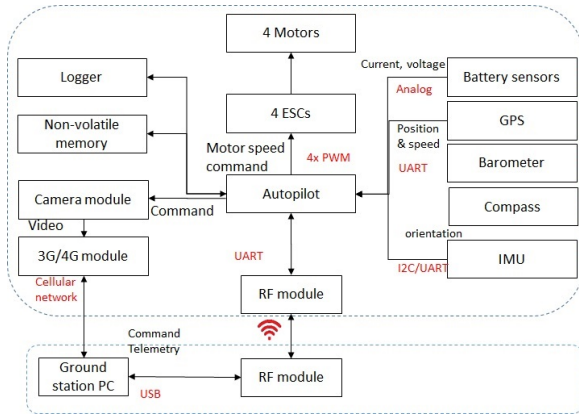 4 Motors
Current, voltage
Battery sensors
Logger
Analog
4 ESCs
GPS
Non-volatile
memory
Position
& speed
Motor speed
command
4x PWM
UART
Barometer
Camera module
Command
Autopilot
Compass
Video
orientation
3G/4G module
UART
IMU
I2C/UART
Cellular
network
RF module
Command
Telemetry
Ground
station PC
USB
RF module